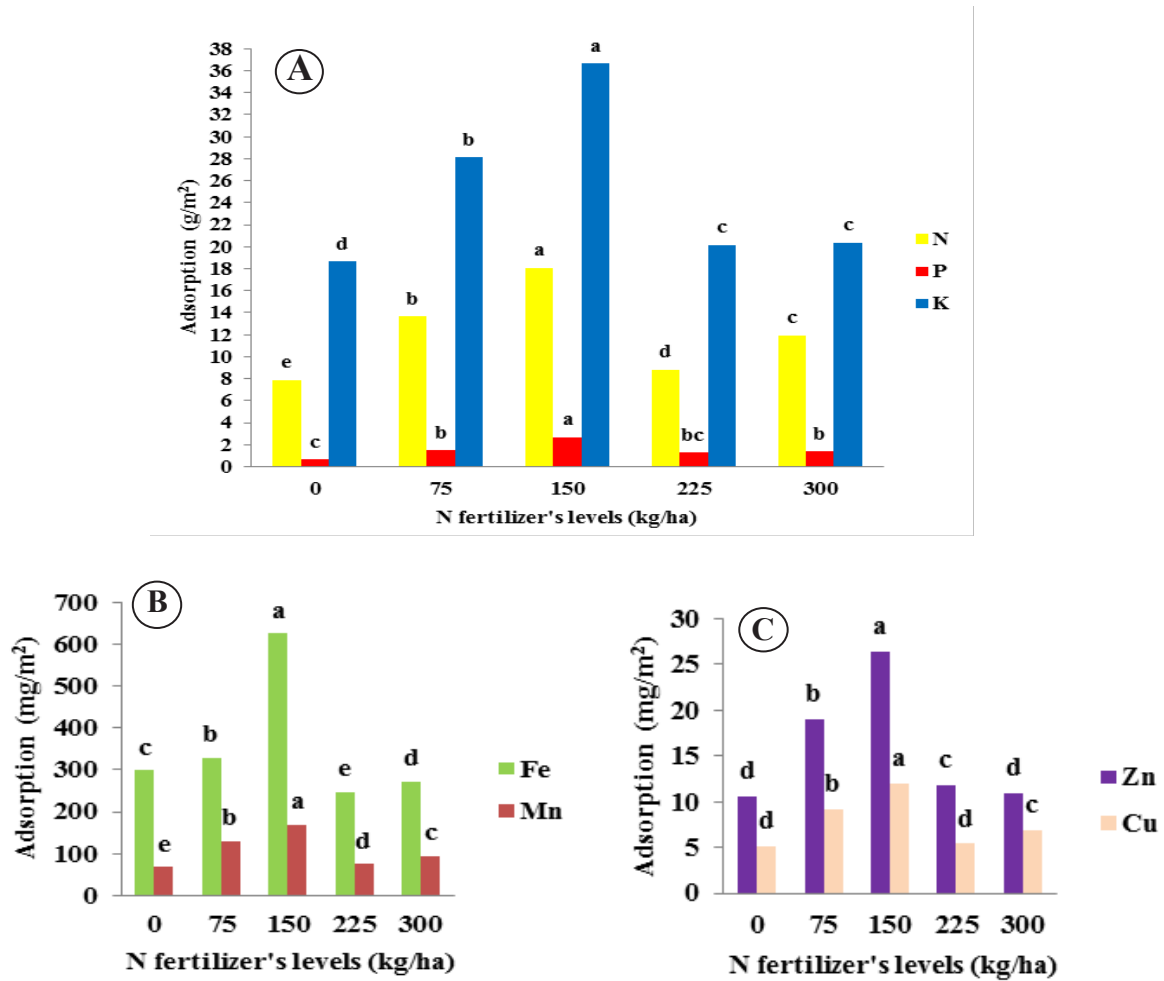 A
Adsorption (g/m²)
38
36
34
32
30
28
26
24
22
20
18
16
14
12
10
8
6
4
2
0
e c d
b b b
a a a
d bc c
c b c
N
P
K
0 75 150 225 300
N fertilizer's levels (kg/ha)
B
Adsorption (mg/m²)
700
600
500
400
300
200
100
0
c e
b b
a a
e d
d c
Fe
Mn
0 75 150 225 300
N fertilizer's levels (kg/ha)
C
Adsorption (mg/m²)
30
25
20
15
10
5
0
d d
b b
a a
c d
d c
Zn
Cu
0 75 150 225 300
N fertilizer's levels (kg/ha)